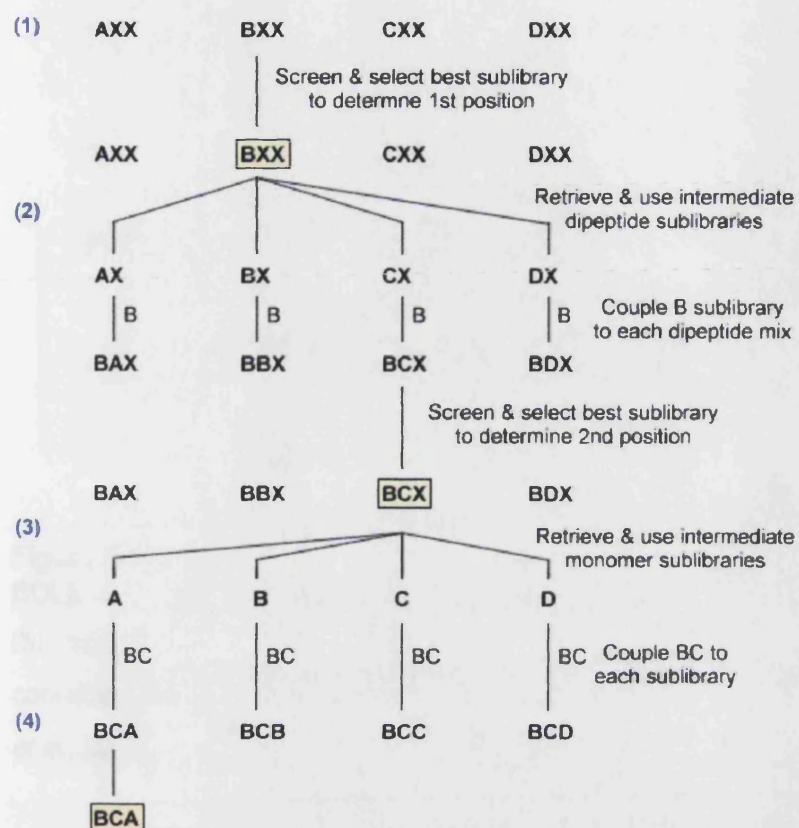 (1) AXX BXX CXX DXX
Screen & select best sublibrary
to determne 1st position
AXX BXX CXX DXX
Retrieve & use intermediate
(2)
dipeptide sublibraries
AX BX CX DX
B B B B
Couple B sublibrary
to each dipeptide mix
BAX BBX BCX BDX
Screen & select best sublibrary
to determine 2nd position
BAX BBX BCX BDX
(3)
Retrieve & use intermediate
monomer sublibraries
A B C D
BC BC BC BC
Couple BC to
each sublibrary
(4) BCA BCB BCC BCD
BCA